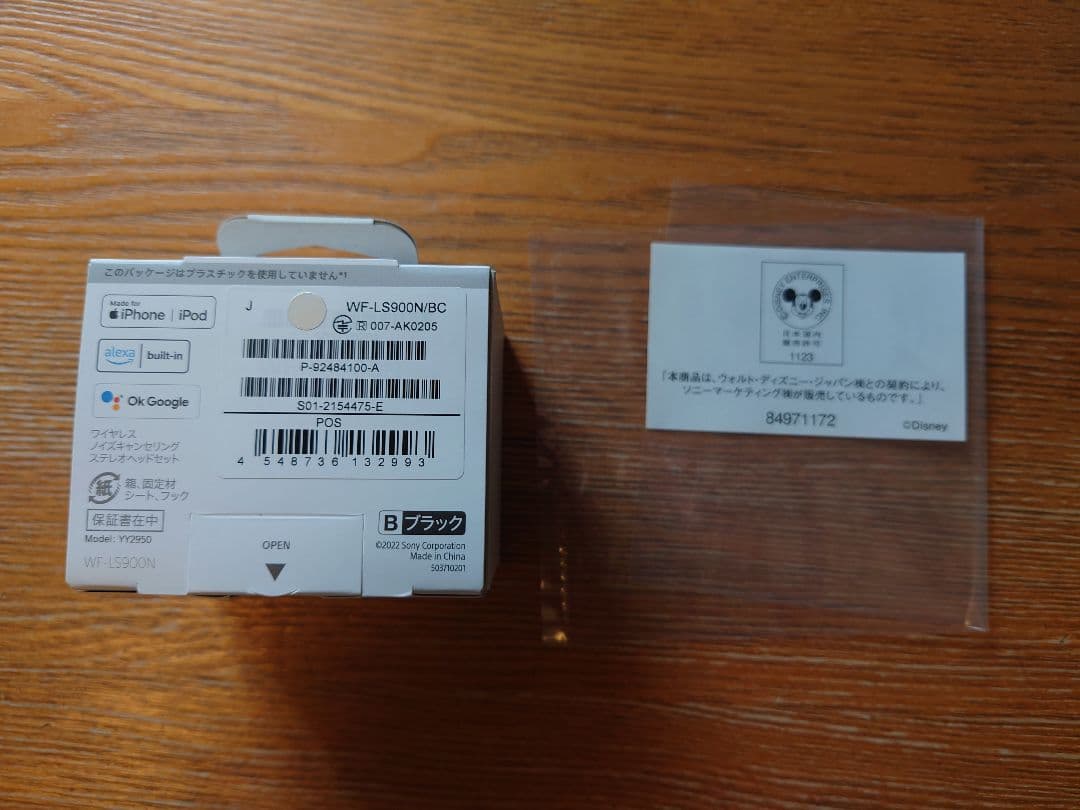 このパッケージはプラスチックを使用していません*1
Made for
iPhone | iPod
alexa built-in
Ok Google
ワイヤレス
ノイズキャンセリング
ステレオヘッドセット
紙 箱、固定材
シート、フック
保証書在中
Model: YY2950
WF-LS900N
J WF-LS900N/BC
R 007-AK0205
P-92484100-A
S01-2154475-E
POS
4 548736 132993
OPEN
B ブラック
©2022 Sony Corporation
Made in China
503710201
©DISNEY ENTERPRISES, INC.
日本国内
販売許可
1123
「本商品は、ウォルト・ディズニー・ジャパン㈱との契約により、
ソニーマーケティング㈱が販売しているものです。」
84971172
©Disney